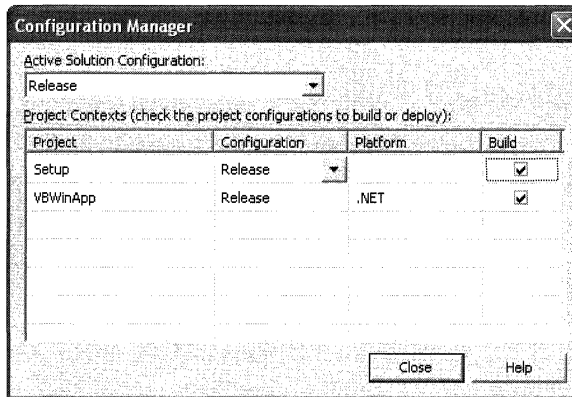 Configuration Manager
Active Solution Configuration:
Release
Project Contexts (check the project configurations to build or deploy):
Project Configuration Platform Build
Setup Release
VBWinApp Release .NET
Close Help